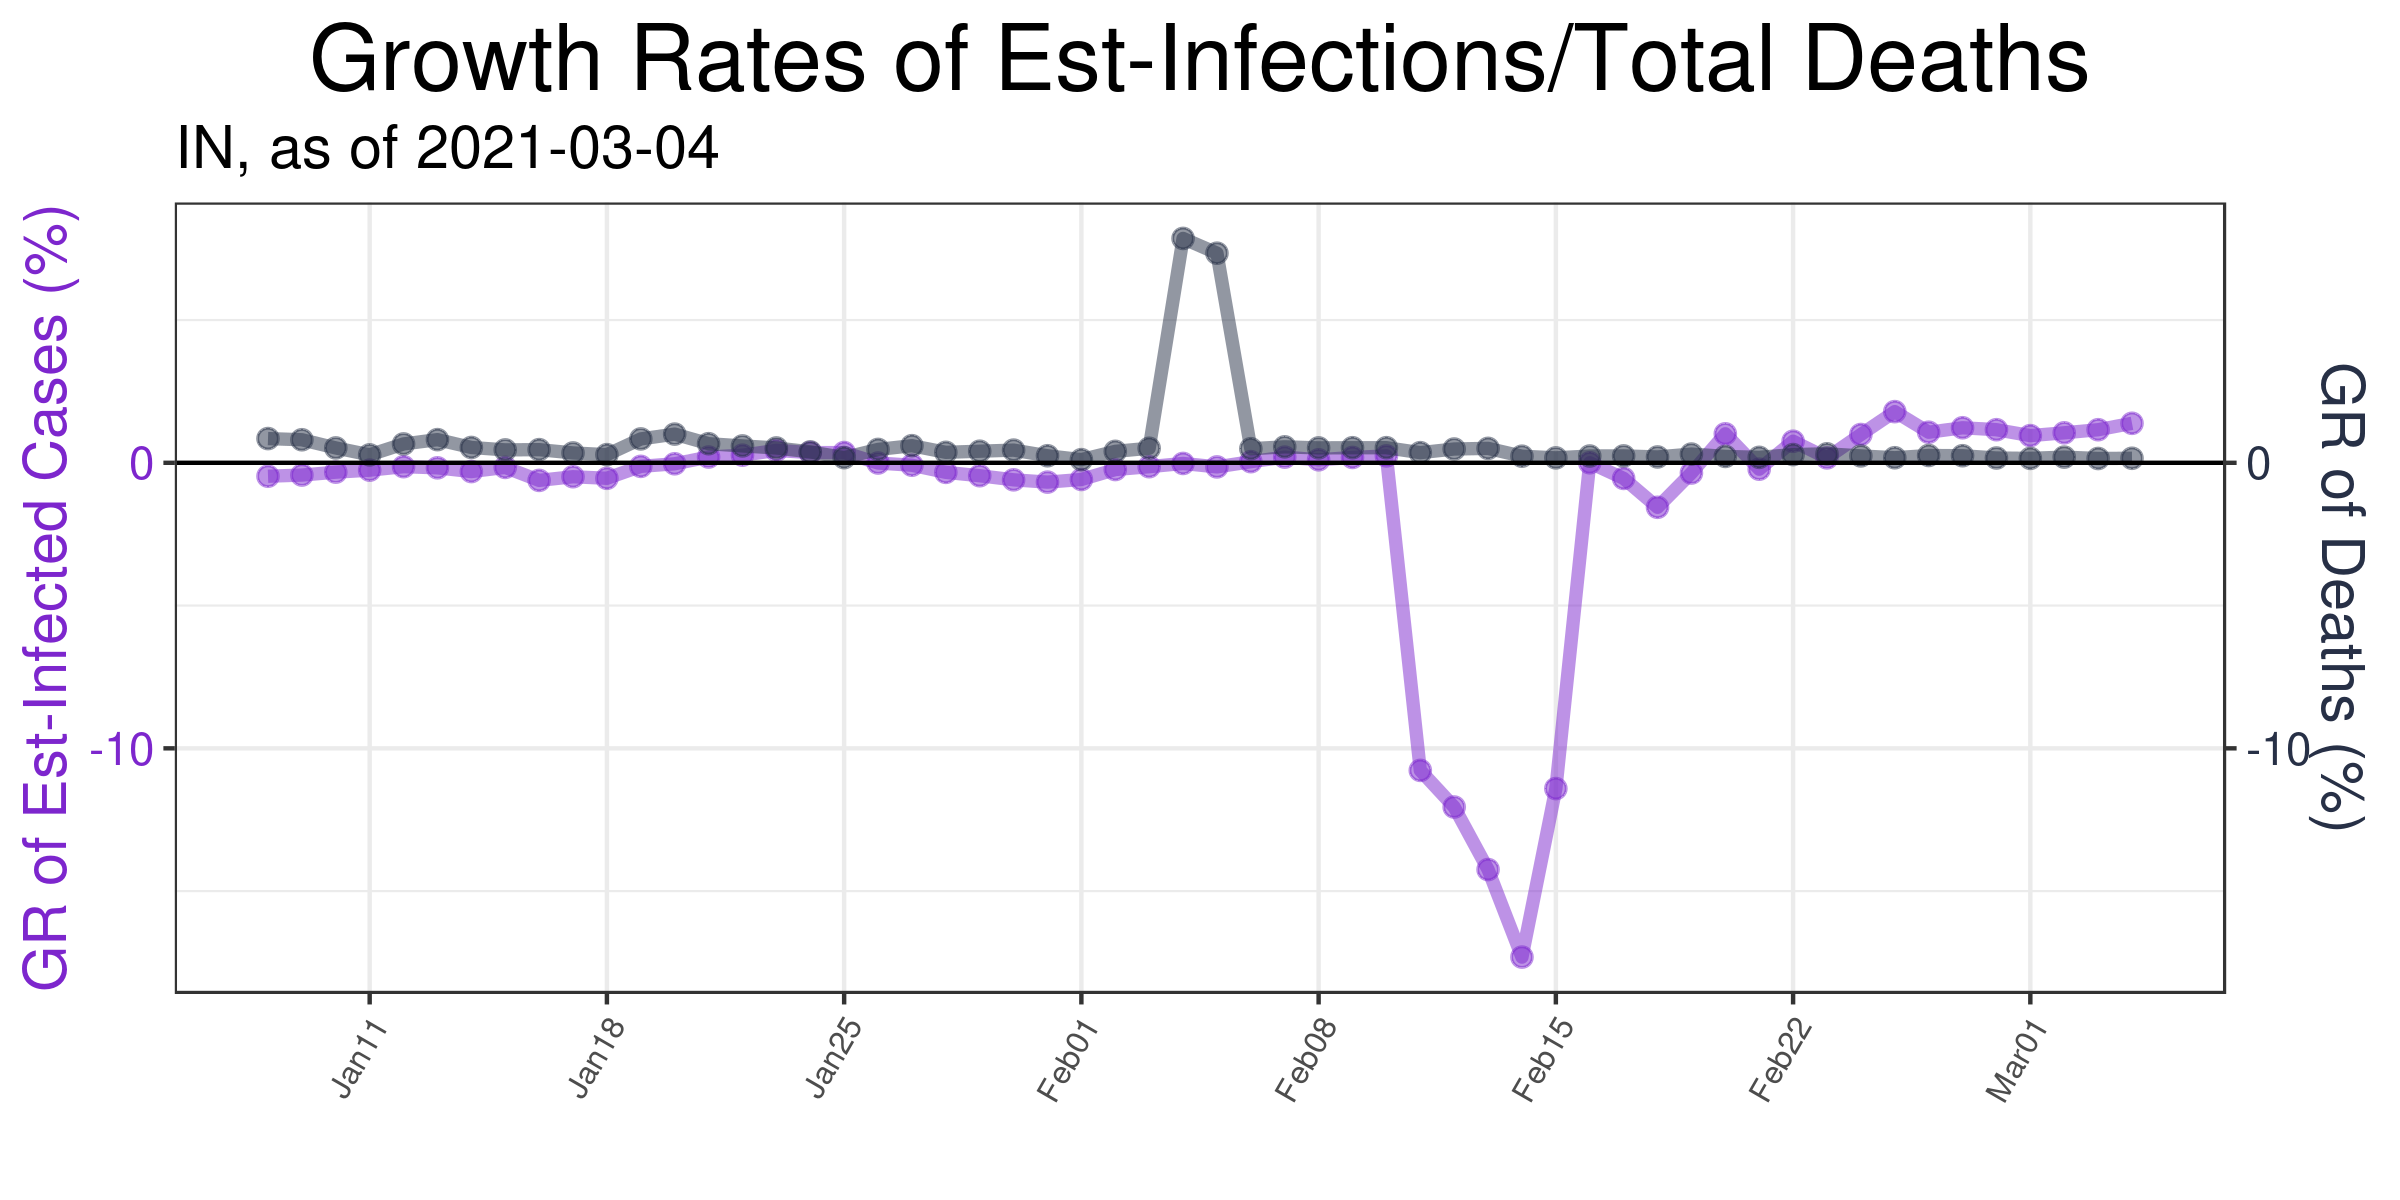 Growth Rates of Est-Infections/Total Deaths
IN, as of 2021-03-04
GR of Est-Infected Cases (%)
0
-10
GR of Deaths (%)
0
-10
Jan11
Jan18
Jan25
Feb01
Feb08
Feb15
Feb22
Mar01